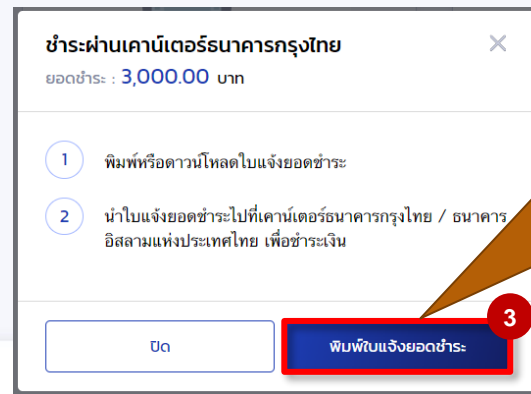 ชำระผ่านเคาน์เตอร์ธนาคารกรุงไทย
ยอดชำระ : 3,000.00 บาท
1 พิมพ์หรือดาวน์โหลดใบแจ้งยอดชำระ
2 นำใบแจ้งยอดชำระไปที่เคาน์เตอร์ธนาคารกรุงไทย / ธนาคาร
อิสลามแห่งประเทศไทย เพื่อชำระเงิน
3
ปิด พิมพ์ใบแจ้งยอดชำระ